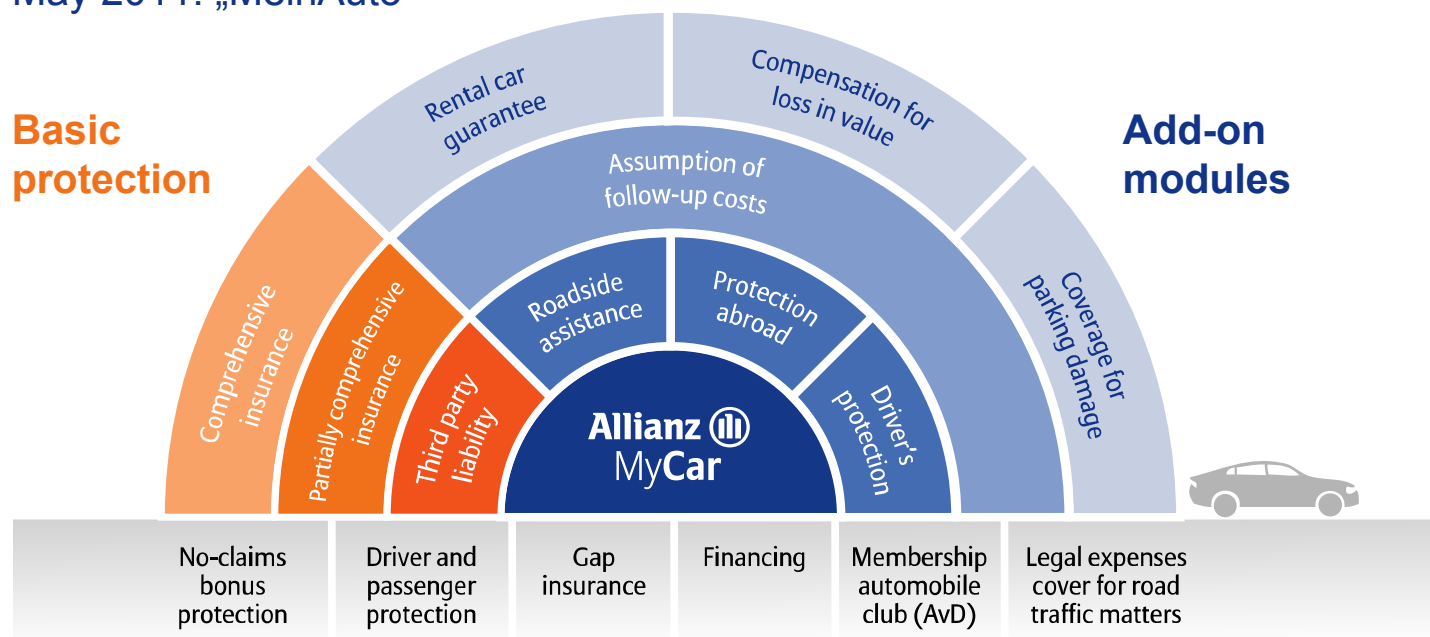 May „MeinAuto
Basic
protection
Add-on
modules
Rental car
guarantee
Compensation for
loss in value
Assumption of
follow-up costs
Roadside
assistance
Protection
abroad
Driver's
protection
Coverage for
parking damage
Comprehensive
insurance
Partially comprehensive
insurance
Third party
liability
Allianz
MyCar
No-claims
bonus
protection
Driver and
passenger
protection
Gap
insurance
Financing
Membership
automobile
club (AvD)
Legal expenses
cover for road
traffic matters